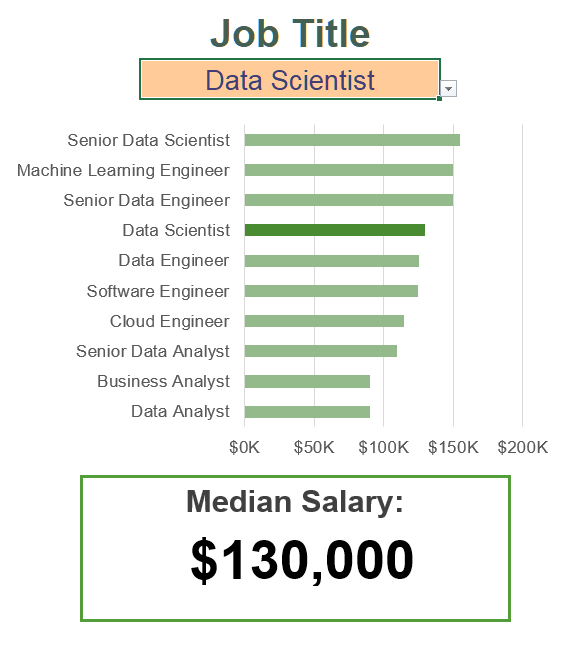 Job Title
Data Scientist
Senior Data Scientist
Machine Learning Engineer
Senior Data Engineer
Data Scientist
Data Engineer
Software Engineer
Cloud Engineer
Senior Data Analyst
Business Analyst
Data Analyst
$0K $50K $100K $150K $200K
Median Salary:
$130,000